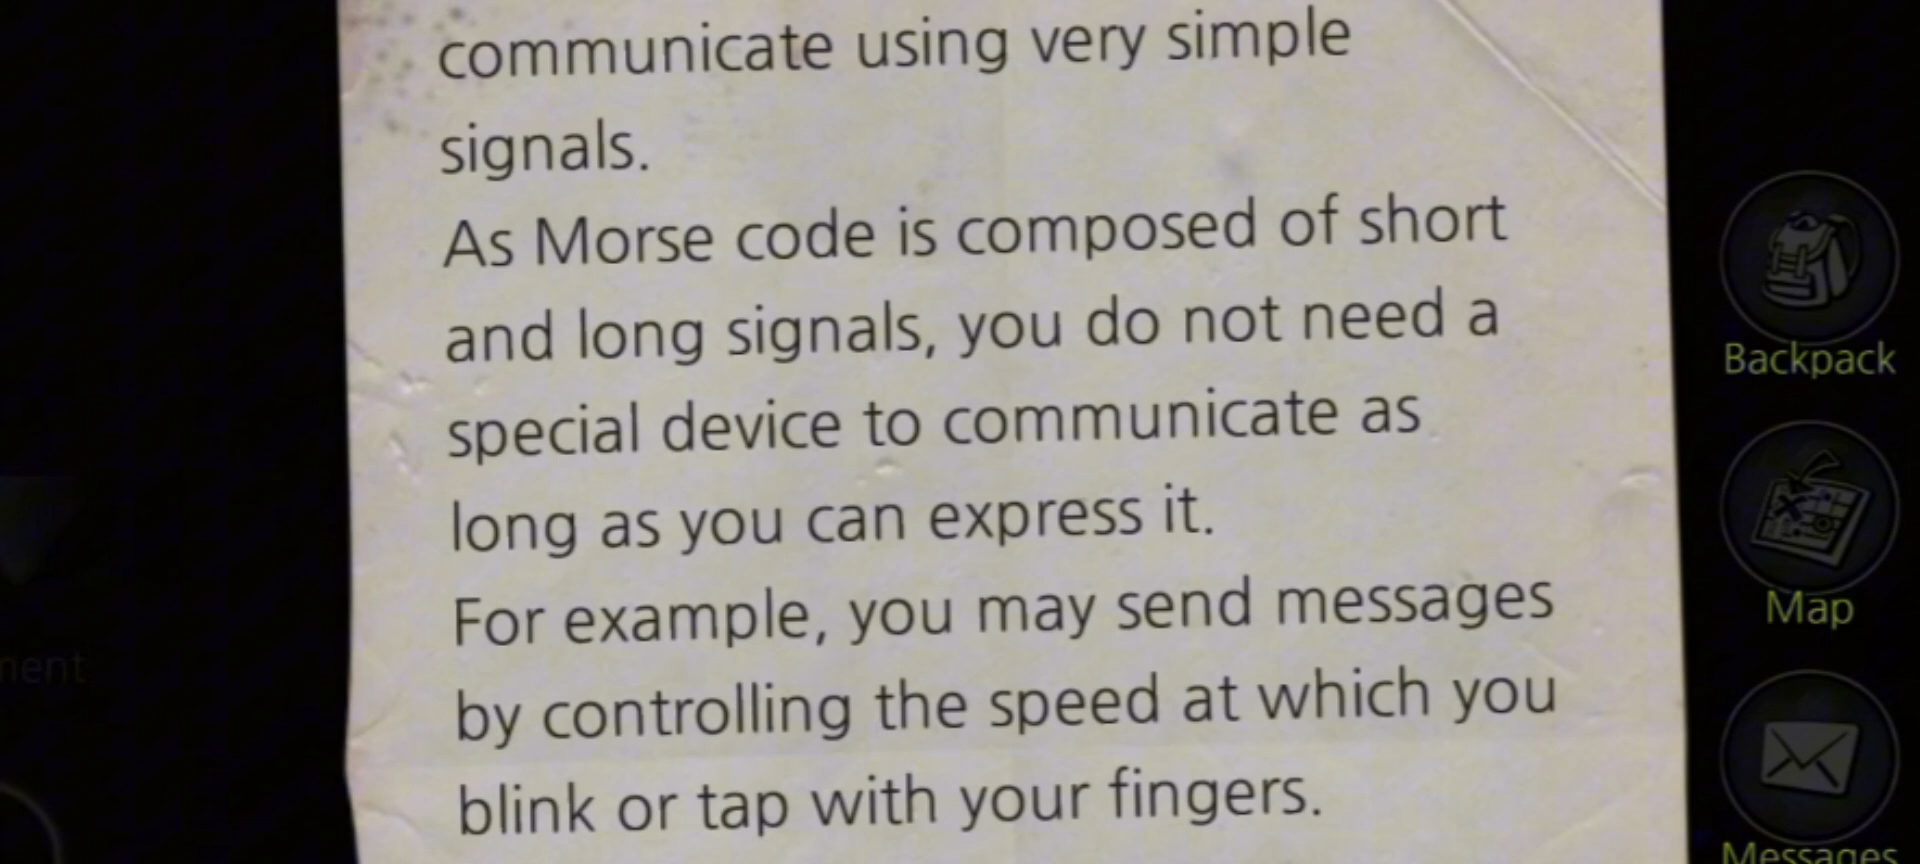 communicate using very simple
signals.
As Morse code is composed of short
and long signals, you do not need a
special device to communicate as
long as you can express it.
For example, you may send messages
by controlling the speed at which you
blink or tap with your fingers.
Backpack
Map
Messages